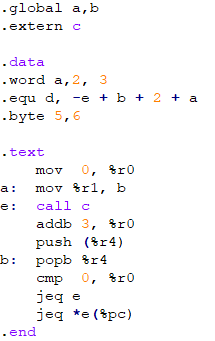 .global a,b
.extern c
.data
.word a,2, 3
.equ d, -e + b + 2 + a
.byte 5,6
.text
mov 0, %r0
a: mov %r1, b
e: call c
addb 3, %r0
push (%r4)
b: popb %r4
cmp 0, %r0
jeq e
jeq *e(%pc)
.end